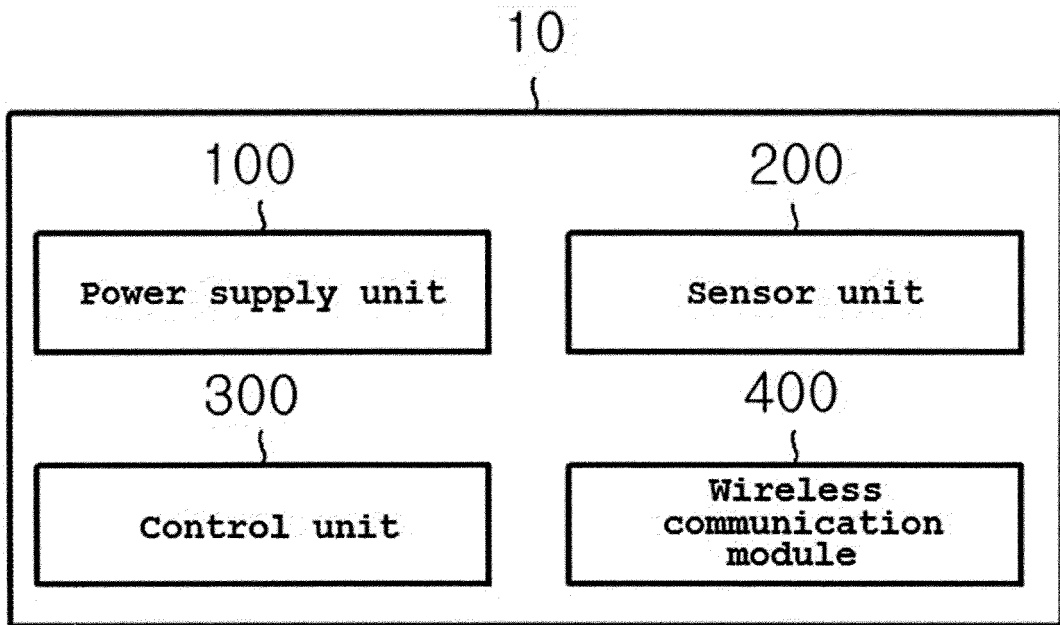 10
100
200
Power supply unit
Sensor unit
300
400
Control unit
Wireless
communication
module